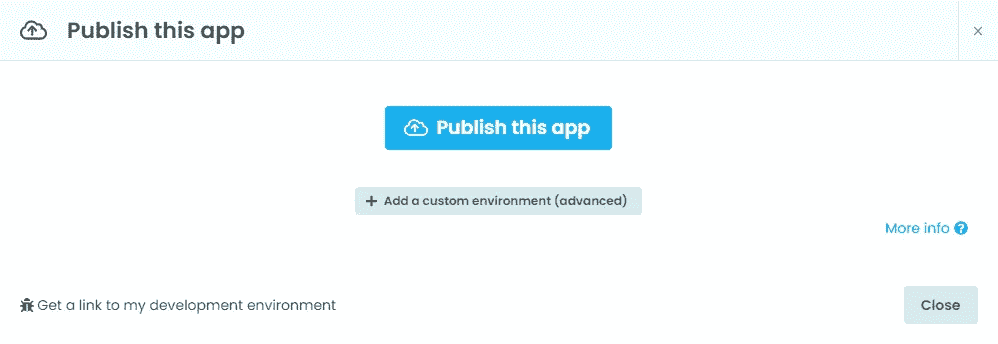 Publish this app
Publish this app
Add a custom environment (advanced)
More info
Get a link to my development environment
Close